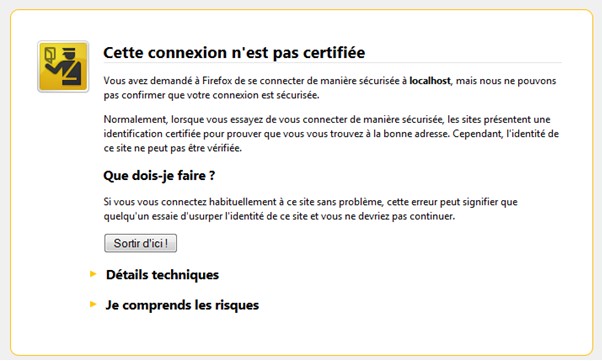 Cette connexion n'est pas certifiée
Vous avez demandé à Firefox de se connecter de manière sécurisée à localhost, mais nous ne pouvons
pas confirmer que votre connexion est sécurisée.
Normalement, lorsque vous essayez de vous connecter de manière sécurisée, les sites présentent une
identification certifiée pour prouver que vous vous trouvez à la bonne adresse. Cependant, l'identité de
ce site ne peut pas être vérifiée.
Que dois-je faire ?
Si vous vous connectez habituellement à ce site sans problème, cette erreur peut signifier que
quelqu'un essaie d'usurper l'identité de ce site et vous ne devriez pas continuer.
Sortir d'ici !
Détails techniques
Je comprends les risques